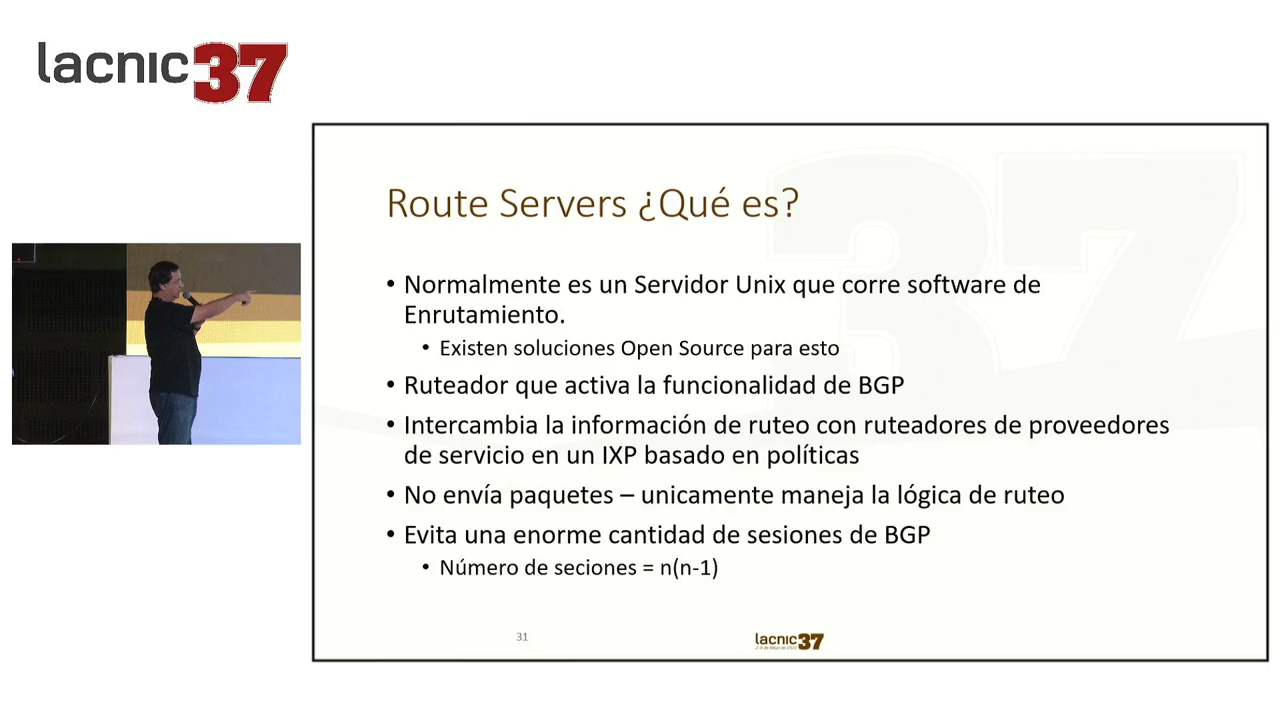 lacnic37
Route Servers ¿Qué es?
• Normalmente es un Servidor Unix que corre software de
Enrutamiento.
• Existen soluciones Open Source para esto
• Ruteador que activa la funcionalidad de BGP
• Intercambia la información de ruteo con ruteadores de proveedores
de servicio en un IXP basado en políticas
• No envía paquetes – unicamente maneja la lógica de ruteo
• Evita una enorme cantidad de sesiones de BGP
• Número de seciones = n(n-1)
31
lacnic37